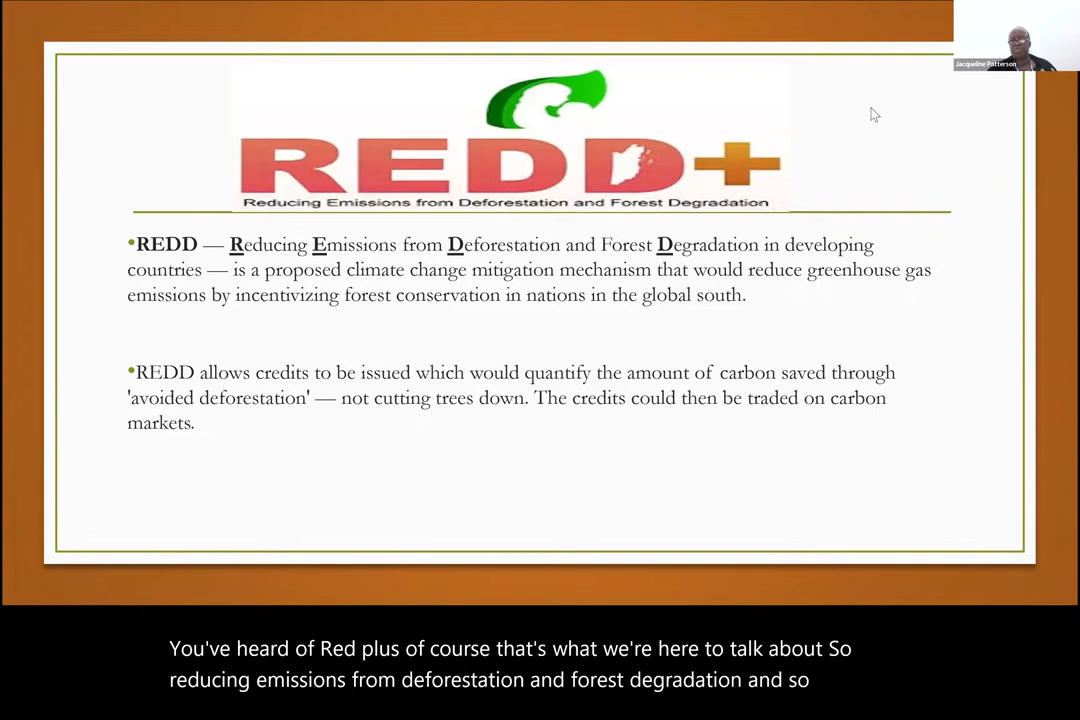 Jacqueline Patterson
REDD+
Reducing Emissions from Deforestation and Forest Degradation
•REDD — Reducing Emissions from Deforestation and Forest Degradation in developing
countries — is a proposed climate change mitigation mechanism that would reduce greenhouse gas
emissions by incentivizing forest conservation in nations in the global south.
•REDD allows credits to be issued which would quantify the amount of carbon saved through
'avoided deforestation' — not cutting trees down. The credits could then be traded on carbon
markets.
You've heard of Red plus of course that's what we're here to talk about So
reducing emissions from deforestation and forest degradation and so